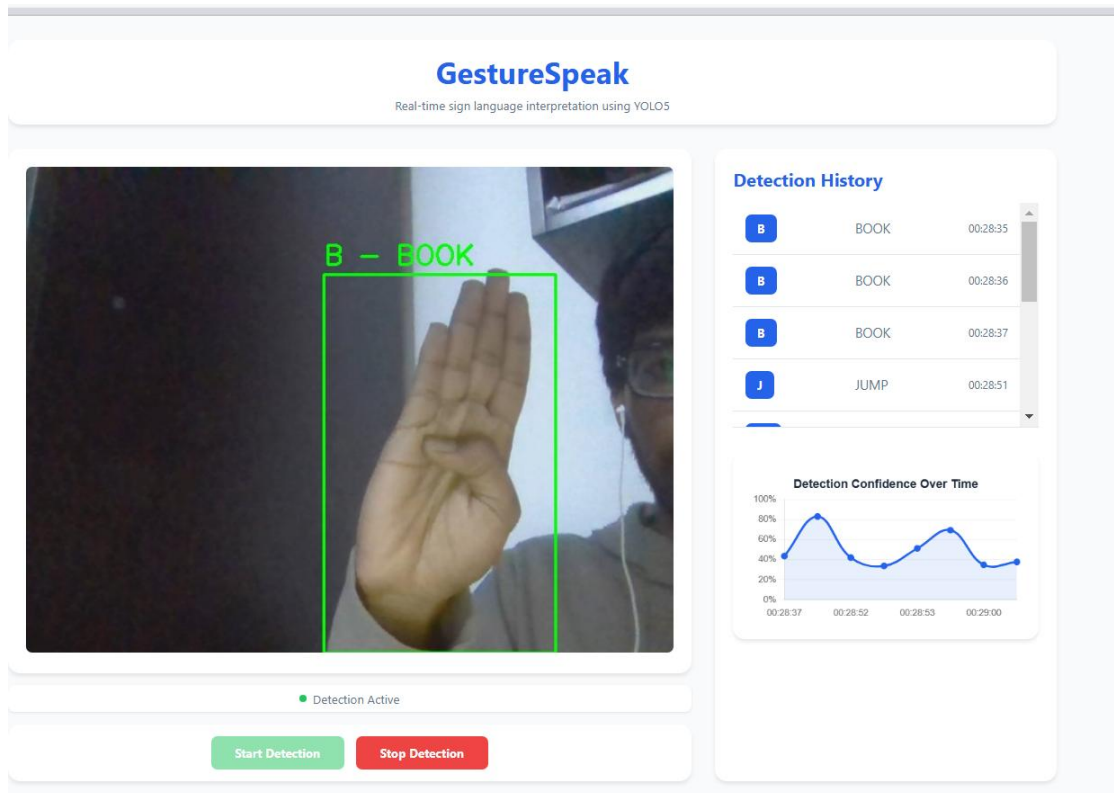 GestureSpeak
Real-time sign language interpretation using YOLO5
B - BOOK
Detection Active
Start Detection
Stop Detection
Detection History
B BOOK 00:28:35
B BOOK 00:28:36
B BOOK 00:28:37
J JUMP 00:28:51
Detection Confidence Over Time
100%
80%
60%
40%
20%
0%
00:28:37 00:28:52 00:28:53 00:29:00